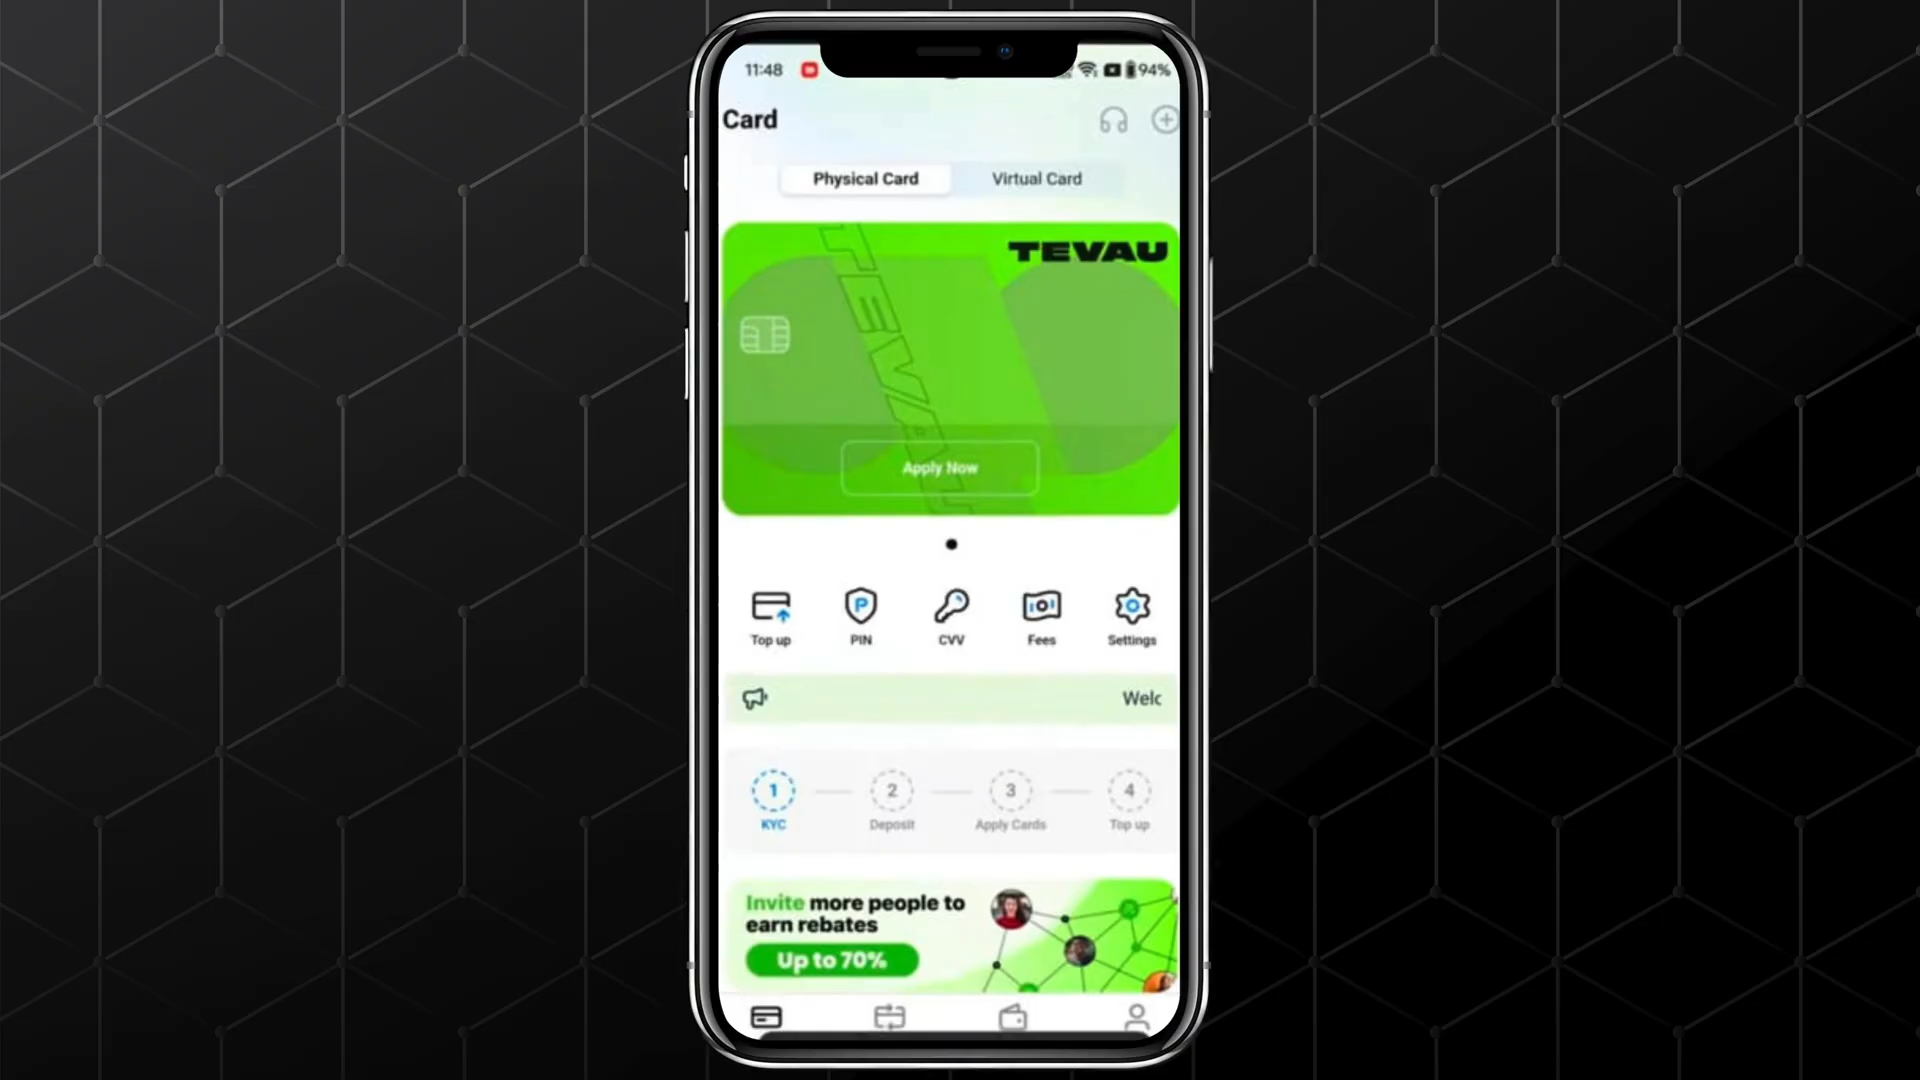 11:48
94%
Card
Physical Card Virtual Card
TEVAU
TEVAU
Apply Now
Top up PIN CVV Fees Settings
Welc
1 2 3 4
KYC Deposit Apply Cards Top up
Invite more people to
earn rebates
Up to 70%